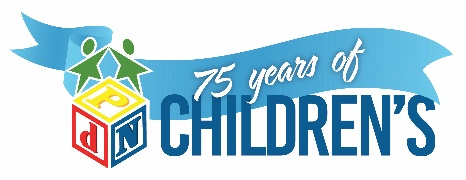 75 years of
P
P N
CHILDREN'S